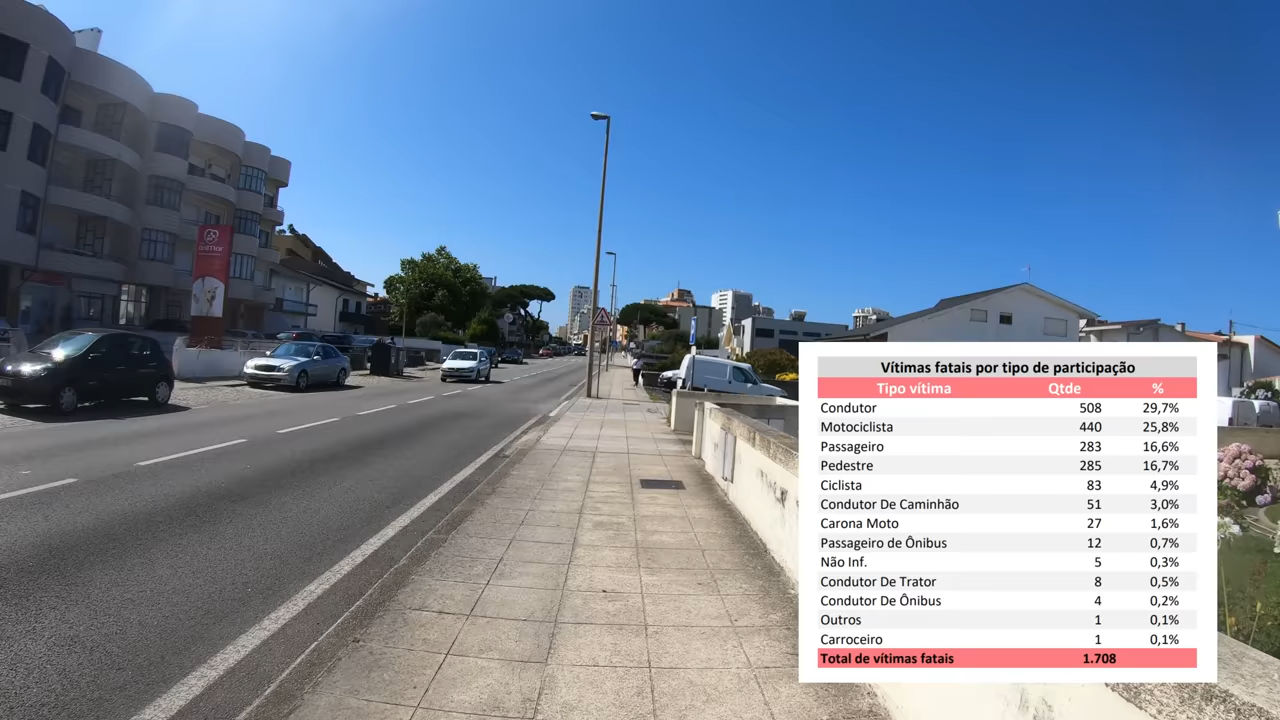 UniMar
Vítimas fatais por tipo de participação
Tipo vítima Qtde %
Condutor 508 29,7%
Motociclista 440 25,8%
Passageiro 283 16,6%
Pedestre 285 16,7%
Ciclista 83 4,9%
Condutor De Caminhão 51 3,0%
Carona Moto 27 1,6%
Passageiro de Ônibus 12 0,7%
Não Inf. 5 0,3%
Condutor De Trator 8 0,5%
Condutor De Ônibus 4 0,2%
Outros 1 0,1%
Carroceiro 1 0,1%
Total de vítimas fatais 1.708